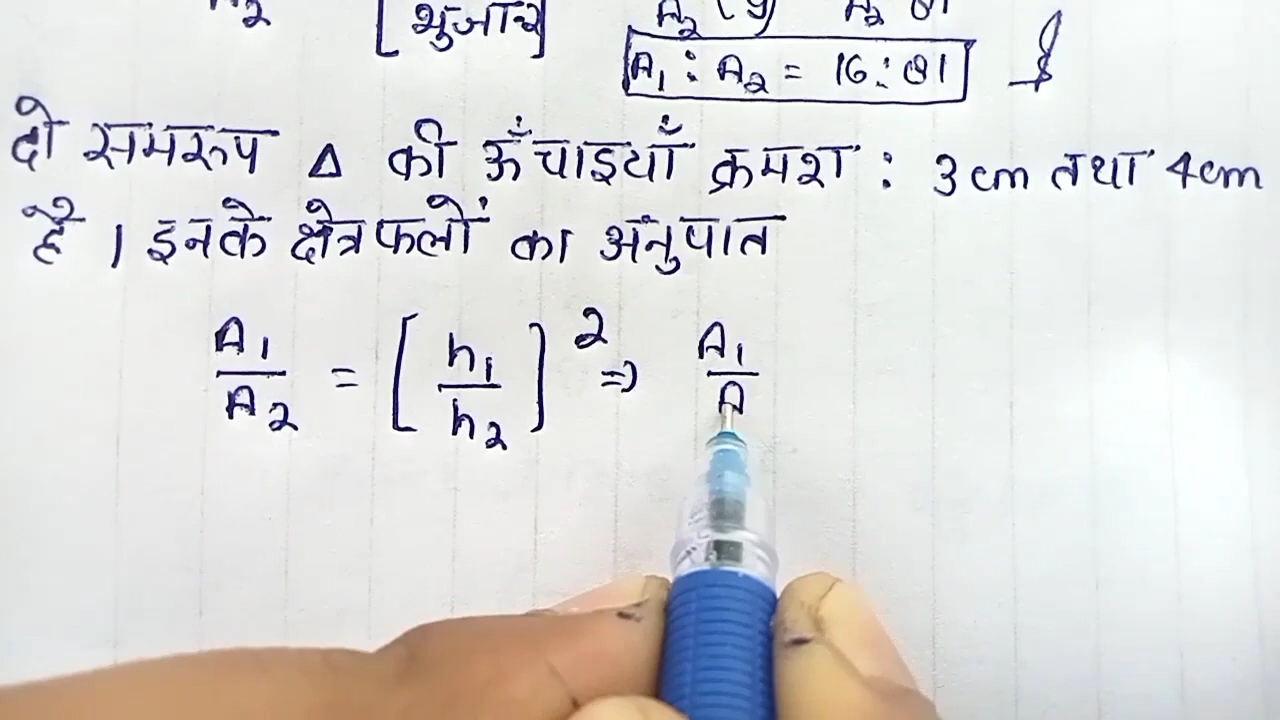 [भुजाएं]
A₁ : A₂ = 16 : 81
दो समरूप Δ की ऊँचाइयाँ क्रमश : 3 cm तथा 4 cm
है । इनके क्षेत्रफलों का अनुपात
A₁/A₂ = [h₁/h₂]² ⇒ A₁/A